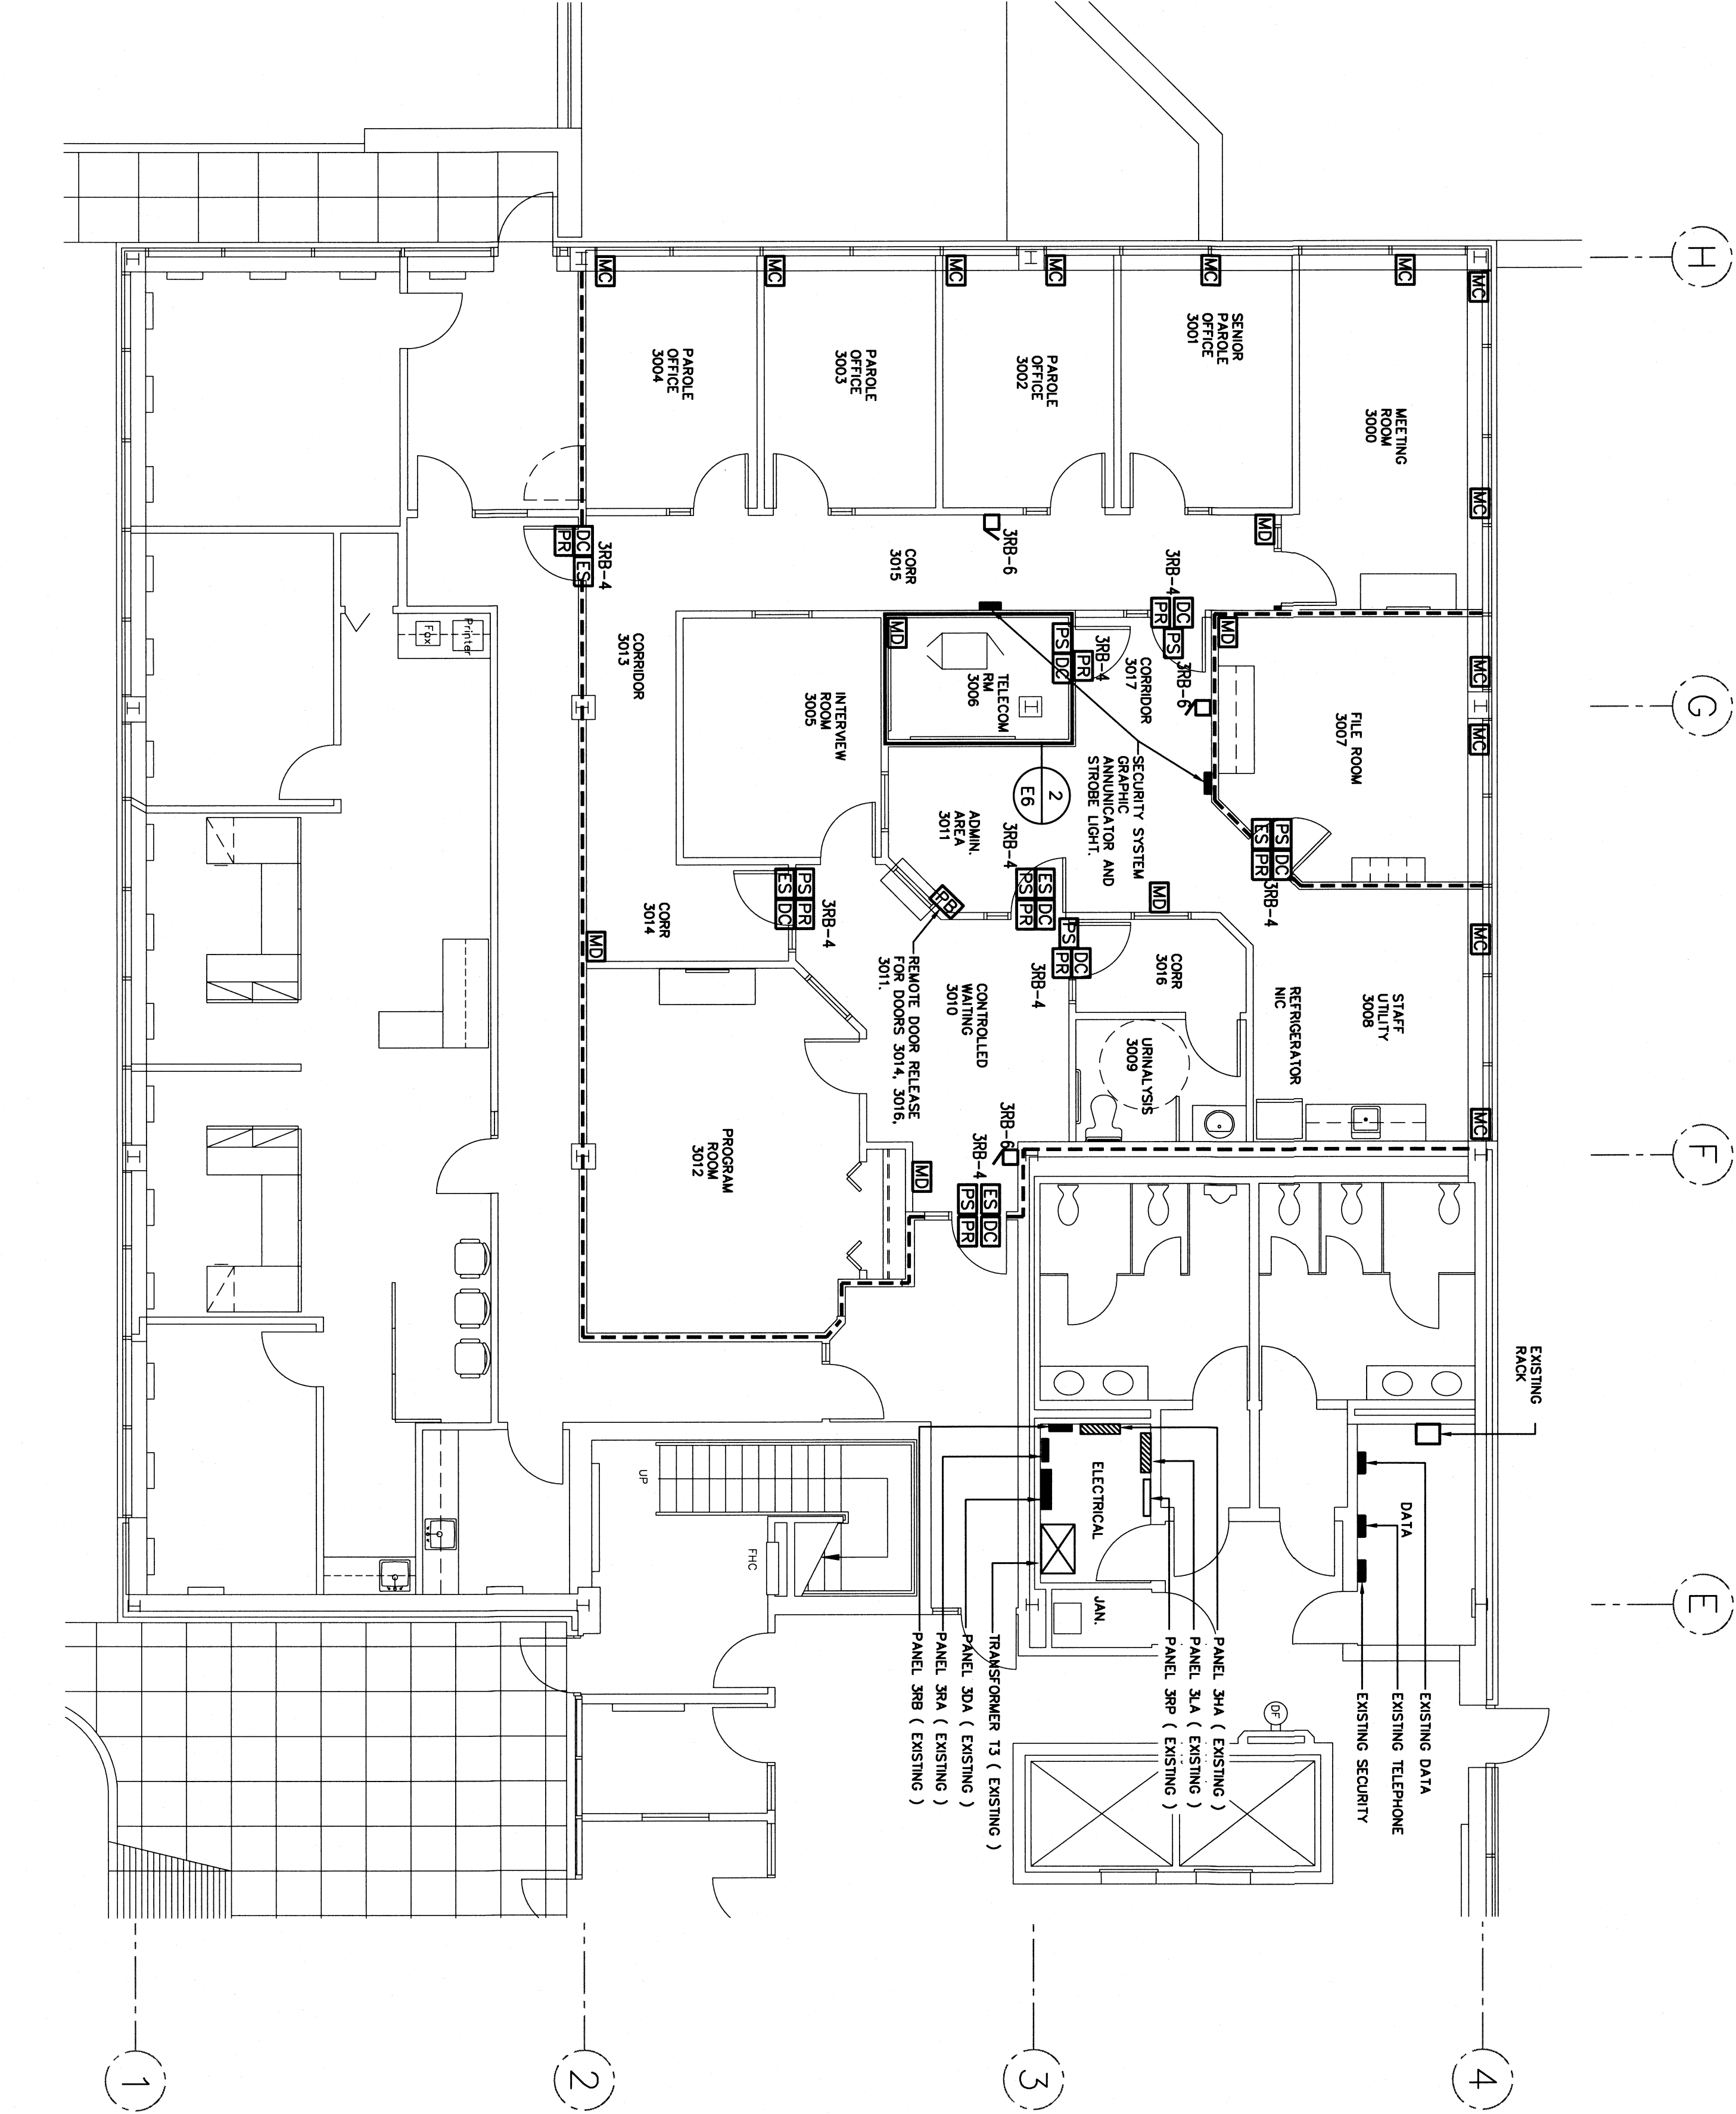 H
G
F
E
EXISTING
RACK
MC
MC
MC
MC
MC
MC
MC
EXISTING DATA
EXISTING TELEPHONE
EXISTING SECURITY
MC
MEETING
ROOM
3000
FILE ROOM
3007
STAFF
UTILITY
3008
DATA
REFRIGERATOR
NIC
MD
MD
PS
DC
ES
PR
3RB-4
SENIOR
PAROLE
OFFICE
3001
MC
3RB-4
DC
PR
PS
3RB-6
CORRIDOR
3017
MD
CORR
3016
URINALYSIS
3009
PANEL 3HA ( EXISTING )
PANEL 3LA ( EXISTING )
PANEL 3RP ( EXISTING )
DF
SECURITY SYSTEM
GRAPHIC
ANNUNICATOR AND
STROBE LIGHT.
ELECTRICAL
JAN.
3RB-4
PR
PS
DC
MC
PAROLE
OFFICE
3002
MC
PS
DC
PR
3RB-4
2
E6
3RB-4
ES
DC
PS
PR
3RB-6
TELECOM
RM
3006
3RB-6
3RB-4
ES
DC
PS
PR
TRANSFORMER T3 ( EXISTING )
PANEL 3DA ( EXISTING )
PANEL 3RA ( EXISTING )
PANEL 3RB ( EXISTING )
CONTROLLED
WAITING
3010
ADMIN.
AREA
3011
RB
MD
MD
CORR
3015
REMOTE DOOR RELEASE
FOR DOORS 3014, 3016,
3011.
PAROLE
OFFICE
3003
MC
INTERVIEW
ROOM
3005
3RB-4
PS
PR
ES
DC
FHC
PROGRAM
ROOM
3012
PAROLE
OFFICE
3004
MC
CORRIDOR
3013
CORR
3014
MD
UP
3RB-4
DC
ES
PR
Printer
Fax
4
3
2
1